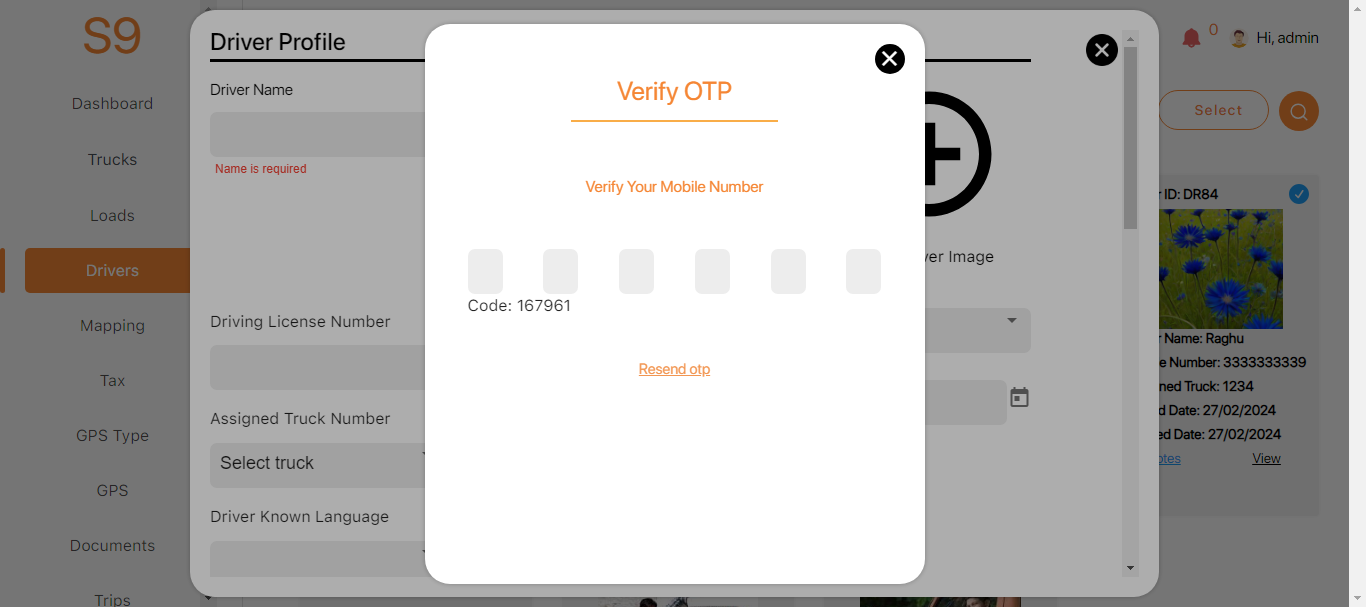 S9
Dashboard
Trucks
Loads
Drivers
Mapping
Tax
GPS Type
GPS
Documents
Trips
Driver Profile
Driver Name
Name is required
Driving License Number
Assigned Truck Number
Select truck
Driver Known Language
Verify OTP
Verify Your Mobile Number
Code: 167961
Resend otp
ver Image
0
Hi, admin
Select
r ID: DR84
r Name: Raghu
e Number: 3333333339
ned Truck: 1234
d Date: 27/02/2024
ed Date: 27/02/2024
otes
View